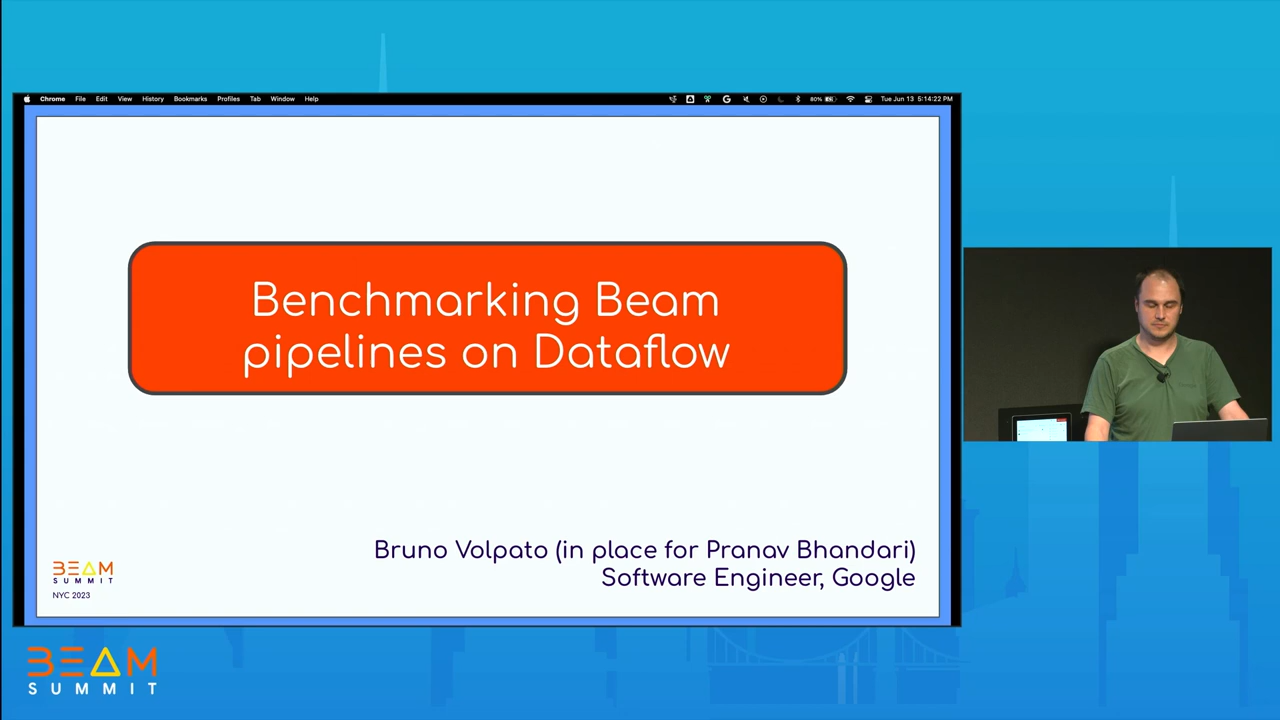 Chrome File Edit View History Bookmarks Profiles Tab Window Help
80% Tue Jun 13 5:14:22 PM
Benchmarking Beam
pipelines on Dataflow
Bruno Volpato (in place for Pranav Bhandari)
Software Engineer, Google
BEAM
SUMMIT
NYC 2023
BEAM
SUMMIT